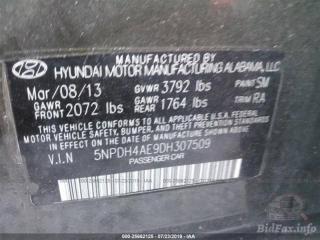 MANUFACTURED BY
HYUNDAI MOTOR MANUFACTURING ALABAMA, LLC
Mar/08/13 GVWR 3792 lbs PAINT SM
GAWR FRONT 2072 lbs GAWR REAR 1764 lbs TRIM RA
THIS VEHICLE CONFORMS TO ALL APPLICABLE U.S. FEDERAL
MOTOR VEHICLE SAFETY, BUMPER, AND THEFT PREVENTION
STANDARDS IN EFFECT ON THE DATE OF MANUFACTURE SHOWN ABOVE.
V.I.N 5NPDH4AE9DH307509
PASSENGER CAR
000-25662125 - 07/23/2019 - IAA